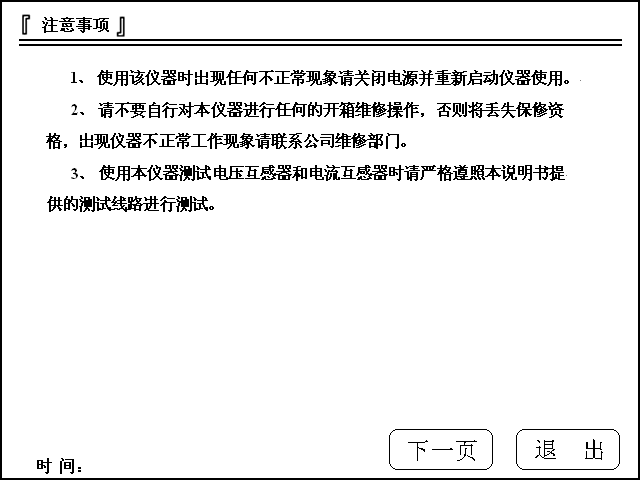 『 注意事项 』
1、 使用该仪器时出现任何不正常现象请关闭电源并重新启动仪器使用。
2、 请不要自行对本仪器进行任何的开箱维修操作，否则将丢失保修资
格，出现仪器不正常工作现象请联系公司维修部门。
3、 使用本仪器测试电压互感器和电流互感器时请严格遵照本说明书提
供的测试线路进行测试。
下一页 退 出
时 间：